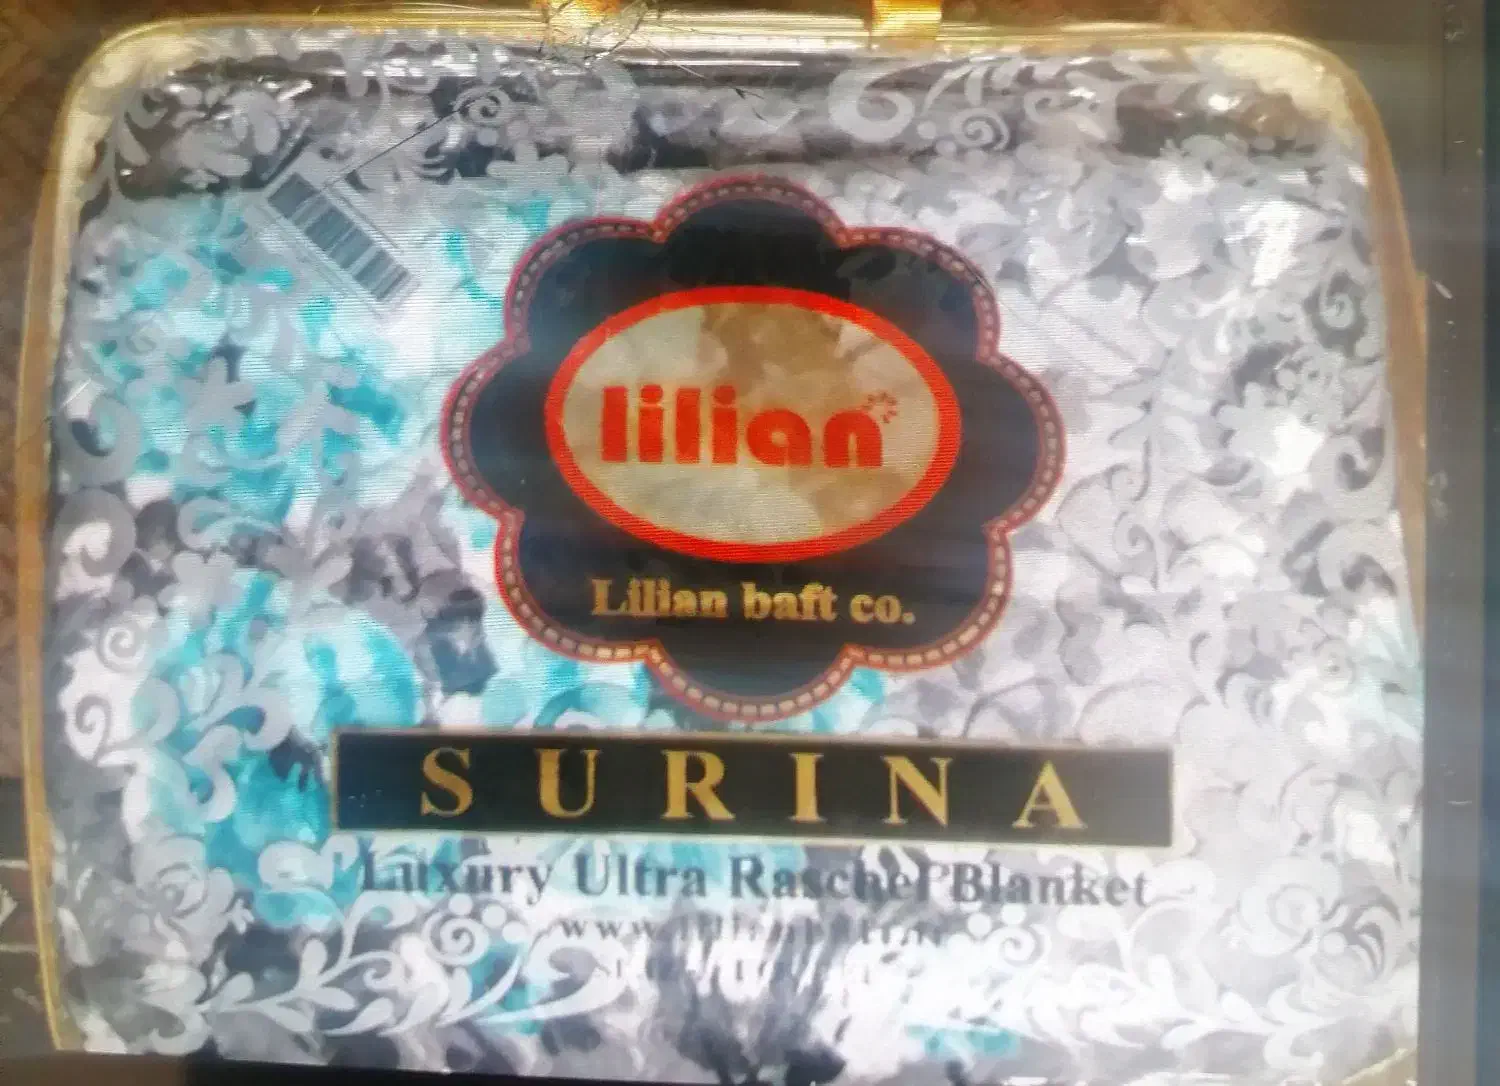 lilian
Lilian baft co.
SURINA
Luxury Ultra Raschel Blanket